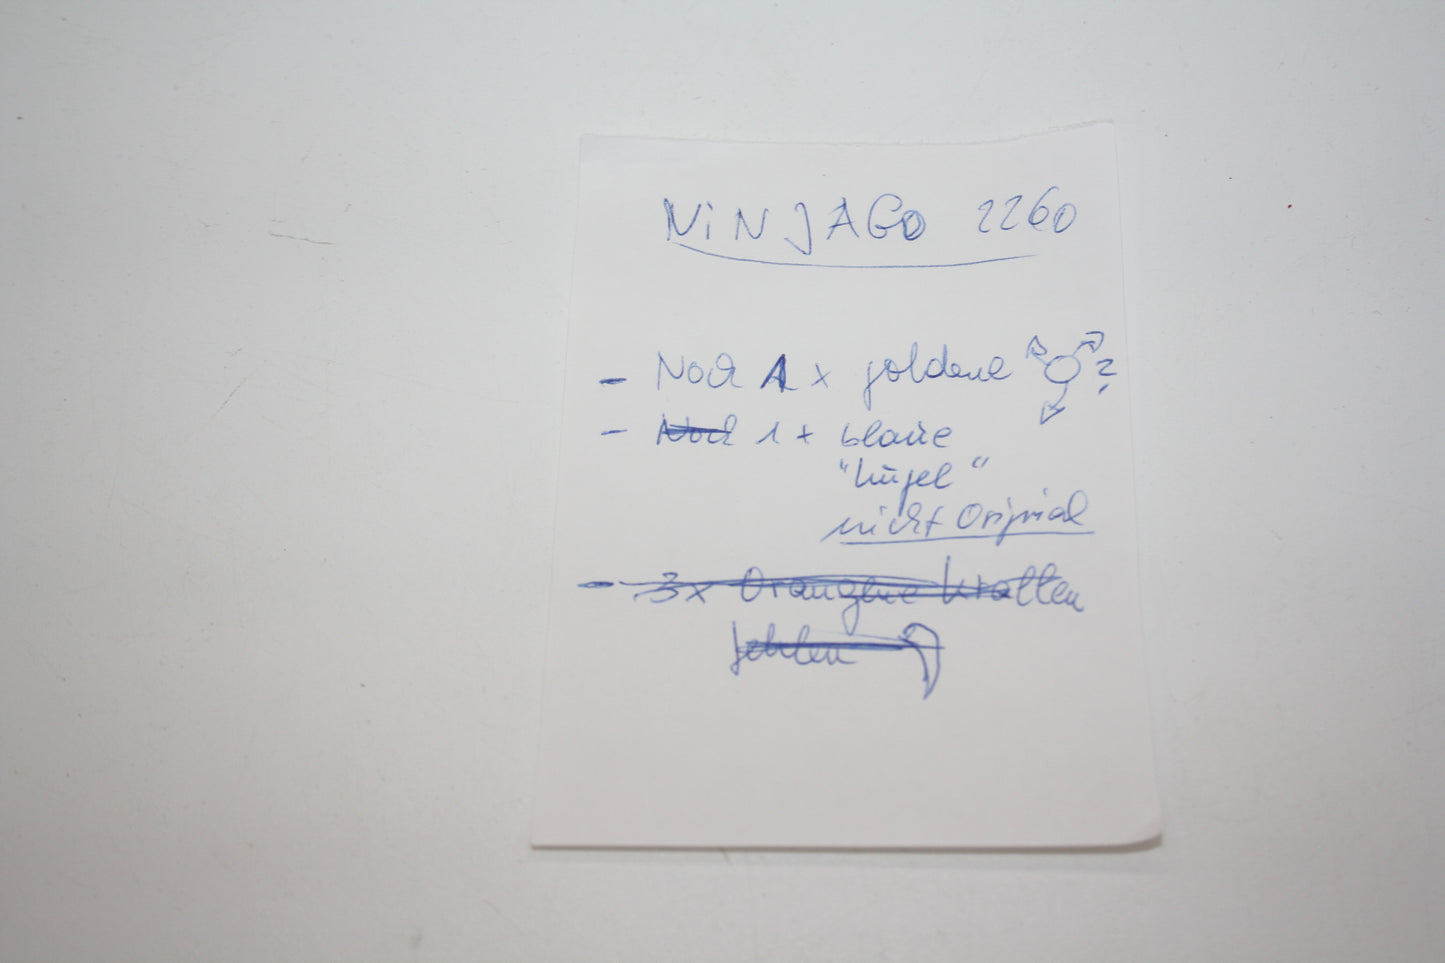 NiNJAGO 2260
- Noch 1 x goldene ?
- Noch 1 x blaue
"Kugel"
nicht Original
- 3x Orangene Krallen
fehlen